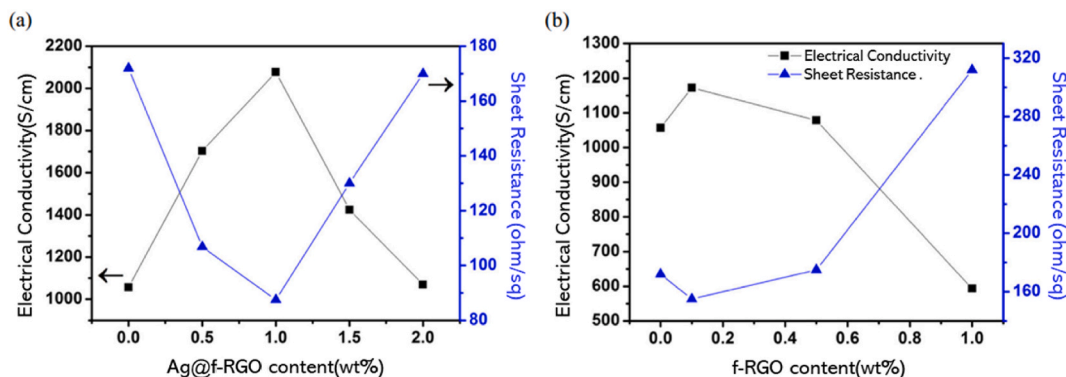 (a)
2200
2000
1800
1600
1400
1200
1000
Electrical Conductivity(S/cm)
180
160
140
120
100
80
Sheet Resistance (ohm/sq)
0.0 0.5 1.0 1.5 2.0
Ag@f-RGO content(wt%)
(b)
1300
1200
1100
1000
900
800
700
600
500
Electrical Conductivity(S/cm)
Electrical Conductivity
Sheet Resistance .
320
280
240
200
160
Sheet Resistance (ohm/sq)
0.0 0.2 0.4 0.6 0.8 1.0
f-RGO content(wt%)